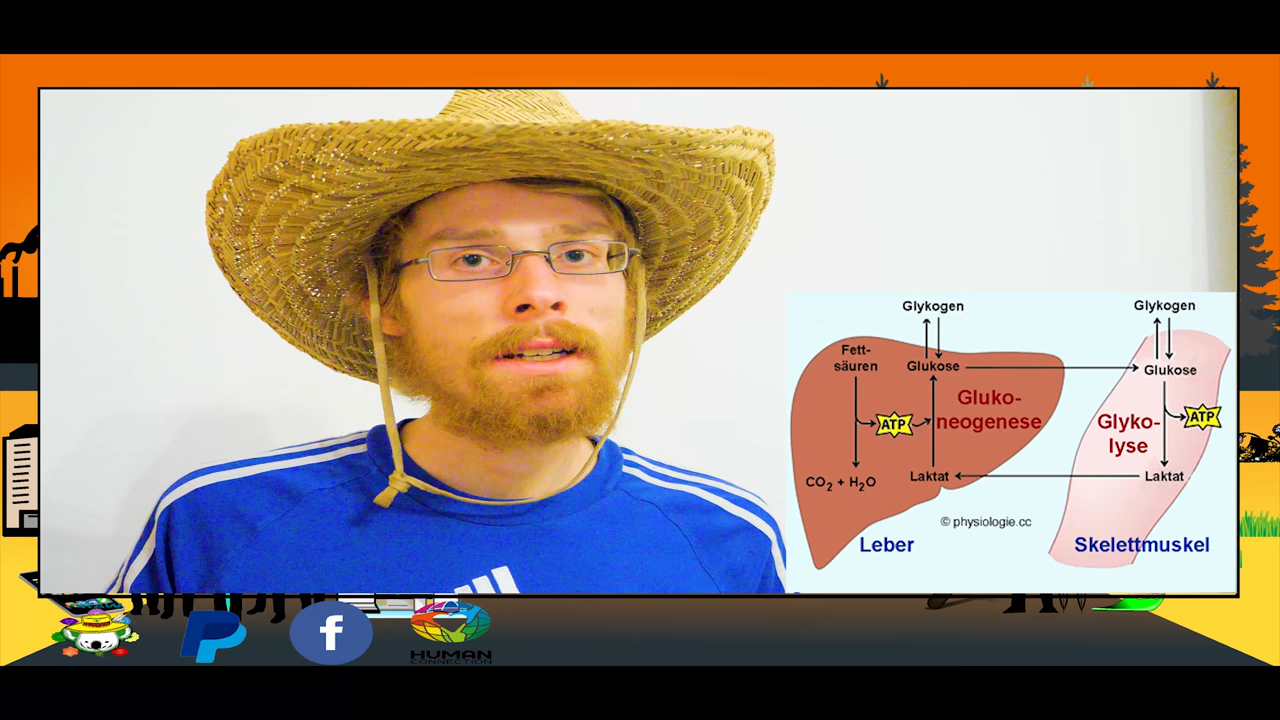 Glykogen
Glykogen
Fett-
säuren
Glukose
Glukose
Gluko-
neogenese
ATP
ATP
Glyko-
lyse
CO₂ + H₂O
Laktat
Laktat
© physiologie.cc
Leber
Skelettmuskel
f
HUMAN
CONNECTION